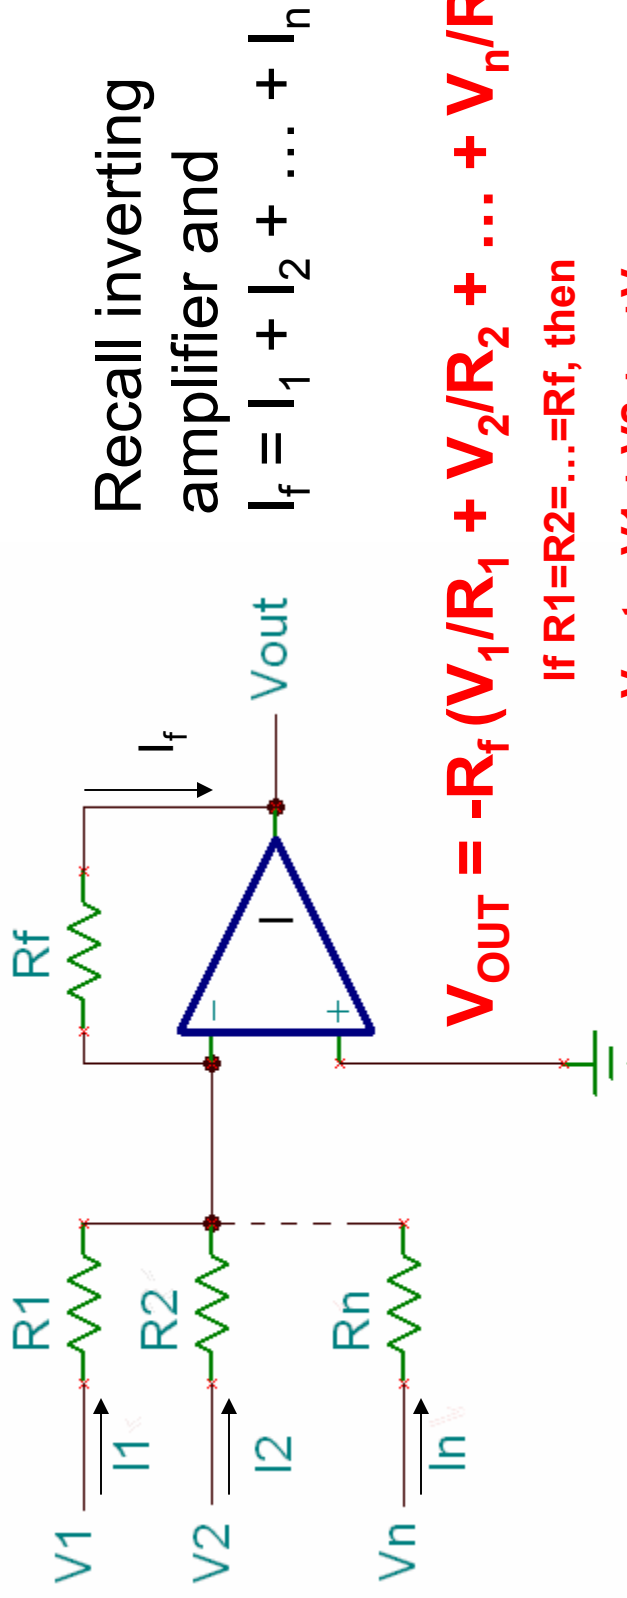 Recall inverting
amplifier and
If = I1 + I2 + … + In
Rf
If
Vout
−
+
R1
R2
Rn
V1
I1
V2
I2
Vn
In
VOUT = -Rf (V1/R1 + V2/R2 + … + Vn/R
If R1=R2=…=Rf, then